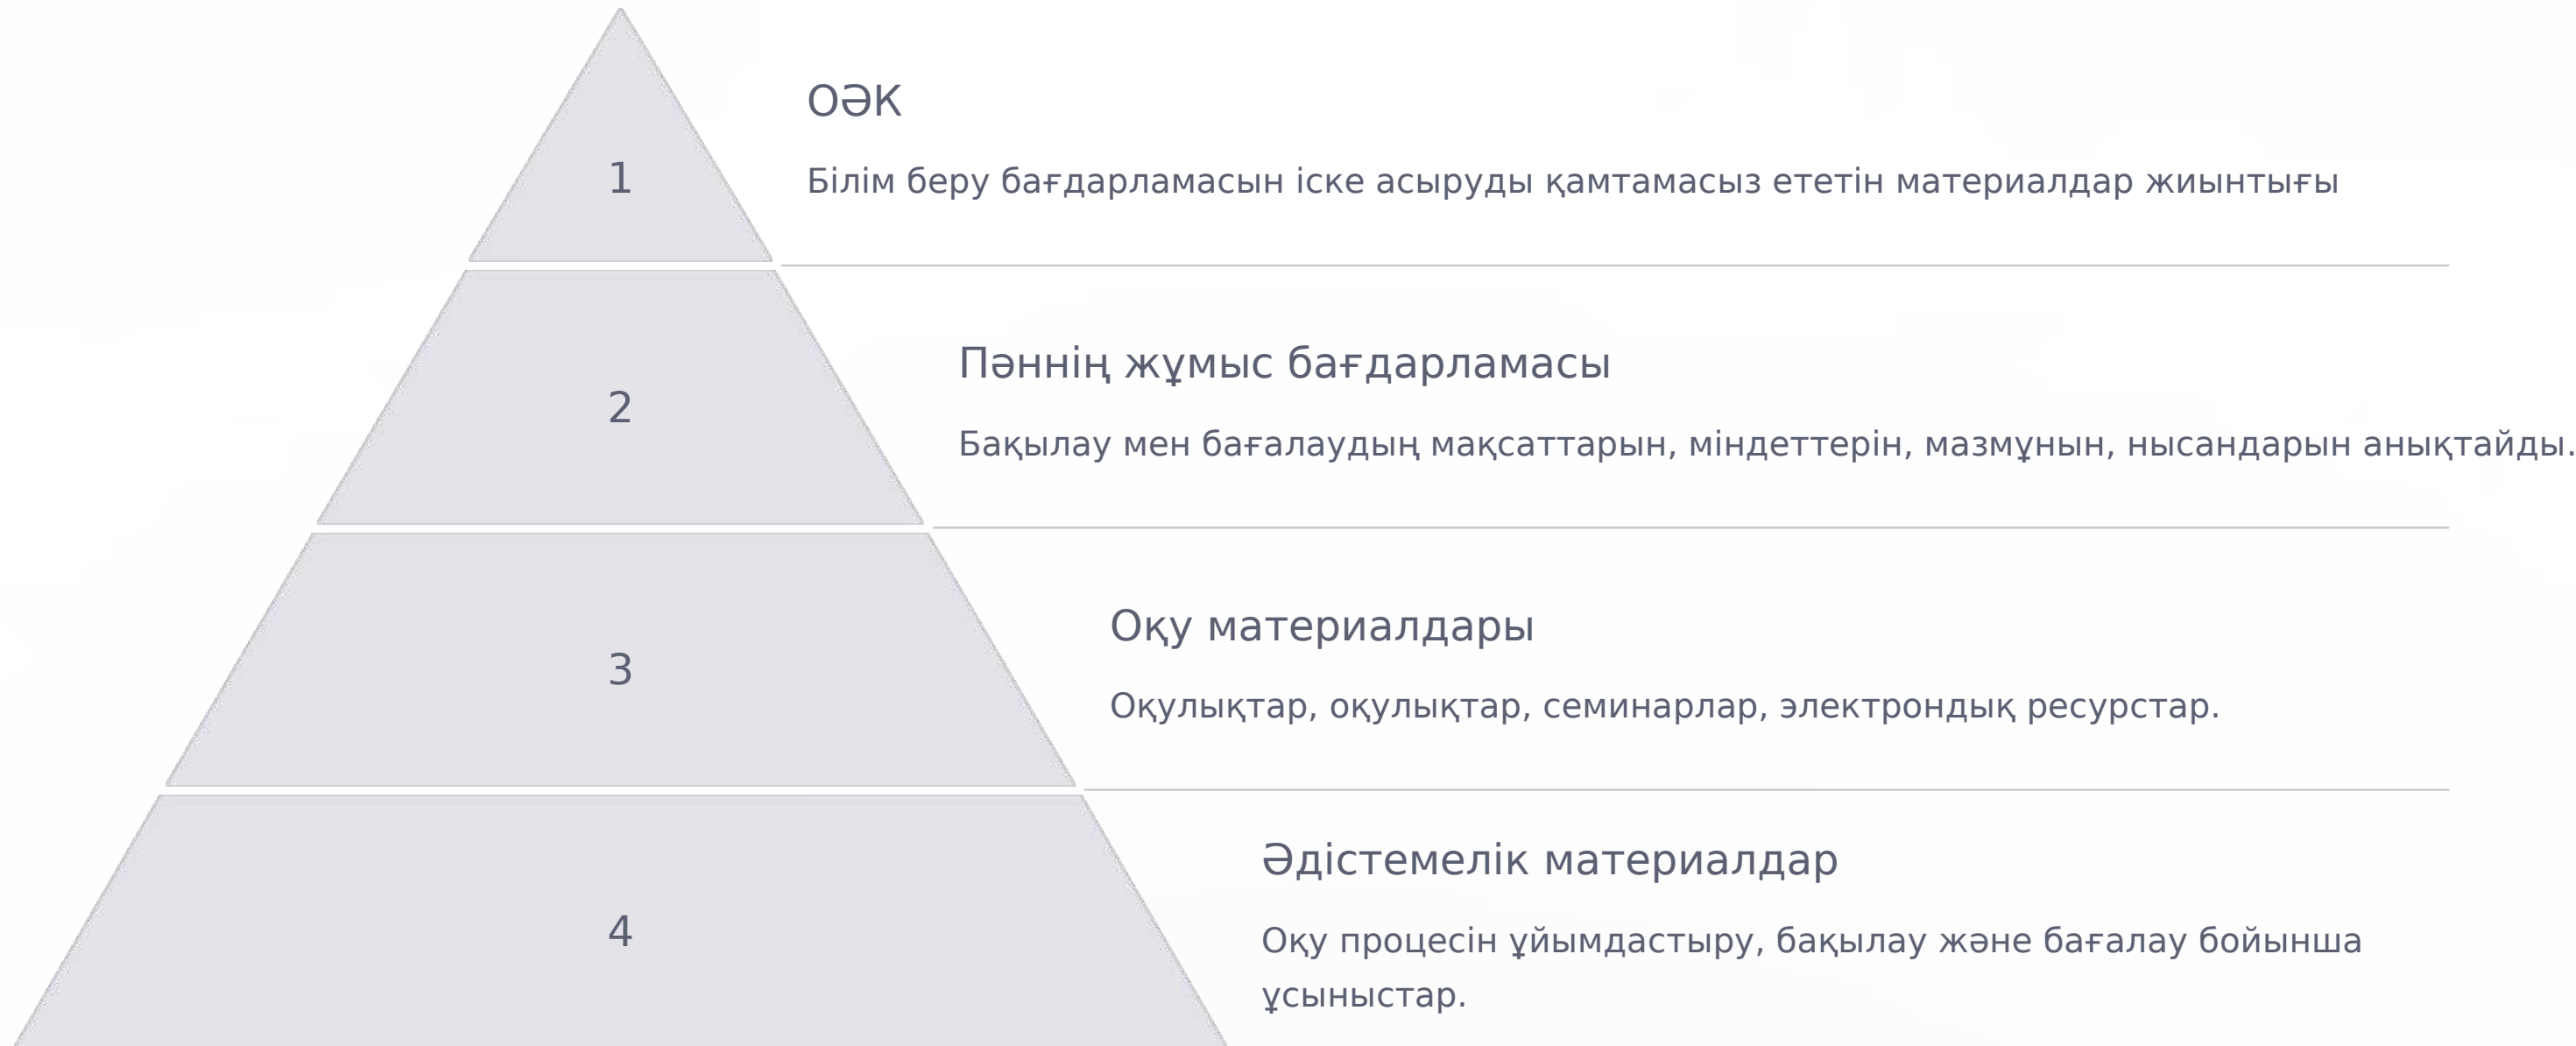 ОӘК
1
Білім беру бағдарламасын іске асыруды қамтамасыз ететін материалдар жиынтығы
Пәннің жұмыс бағдарламасы
2
Бақылау мен бағалаудың мақсаттарын, міндеттерін, мазмұнын, нысандарын анықтайды.
Оқу материалдары
3
Оқулықтар, оқулықтар, семинарлар, электрондық ресурстар.
Әдістемелік материалдар
4
Оқу процесін ұйымдастыру, бақылау және бағалау бойынша
ұсыныстар.